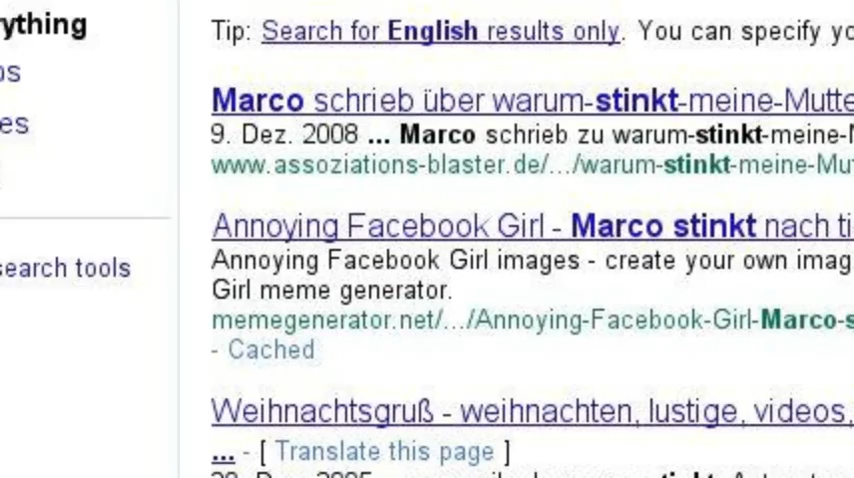 Tip: Search for English results only. You can specify
ything
Marco schrieb über warum-stinkt-meine-Mutte
9. Dez. 2008 ... Marco schrieb zu warum-stinkt-meine-
www.assoziations-blaster.de/.../warum-stinkt-meine-Mu
Annoying Facebook Girl - Marco stinkt nach ti
Annoying Facebook Girl images - create your own imag
search tools
Girl meme generator.
memegenerator.net/.../Annoying-Facebook-Girl-Marco-s
- Cached
Weihnachtsgruß - weihnachten, lustige, videos,
... - [ Translate this page ]